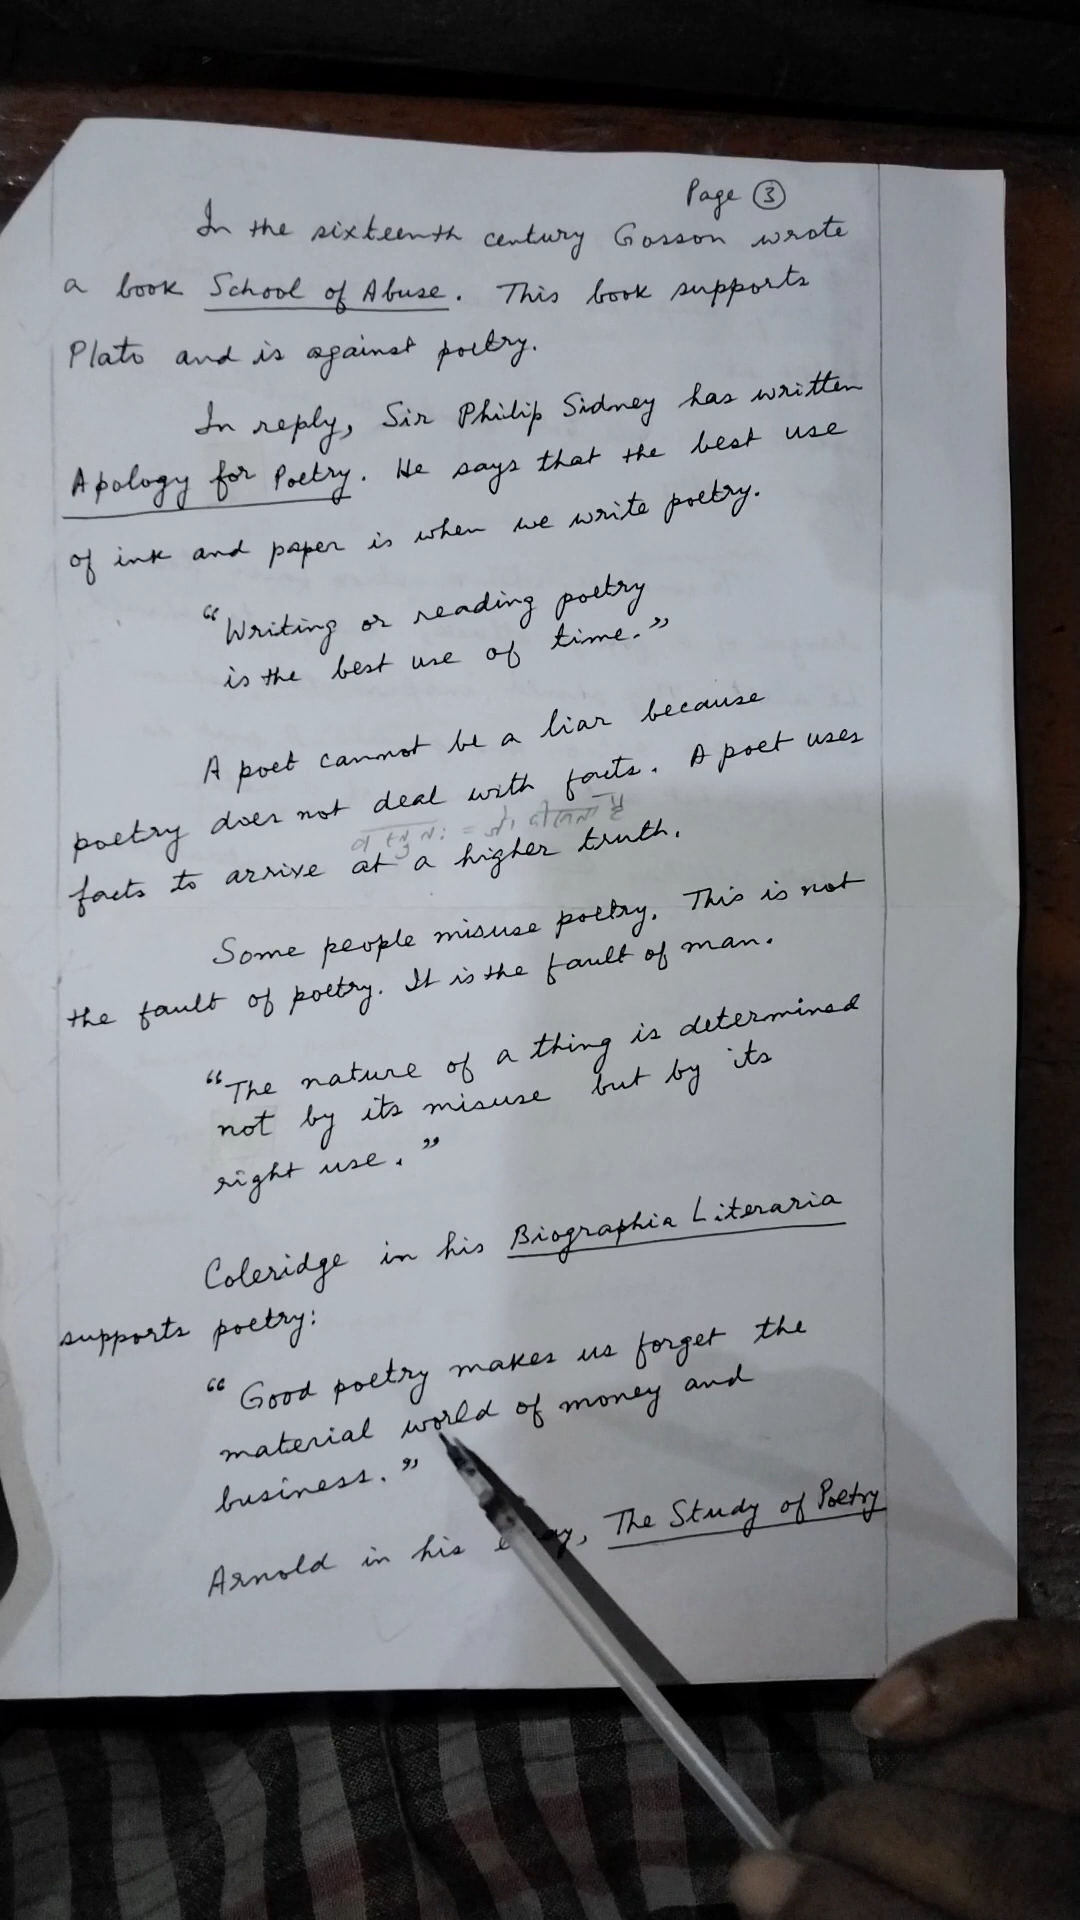 Page 3
In the sixteenth century Gosson wrote
a book School of Abuse. This book supports
Plato and is against poetry.
In reply, Sir Philip Sidney has written
Apology for Poetry. He says that the best use
of ink and paper is when we write poetry.
“Writing or reading poetry
is the best use of time.”
A poet cannot be a liar because
poetry does not deal with facts. A poet uses
facts to arrive at a higher truth.
Some people misuse poetry. This is not
the fault of poetry. It is the fault of man.
“The nature of a thing is determined
not by its misuse but by its
right use.”
Coleridge in his Biographia Literaria
supports poetry:
“Good poetry makes us forget the
material world of money and
business.”
Arnold in his The Study of Poetry